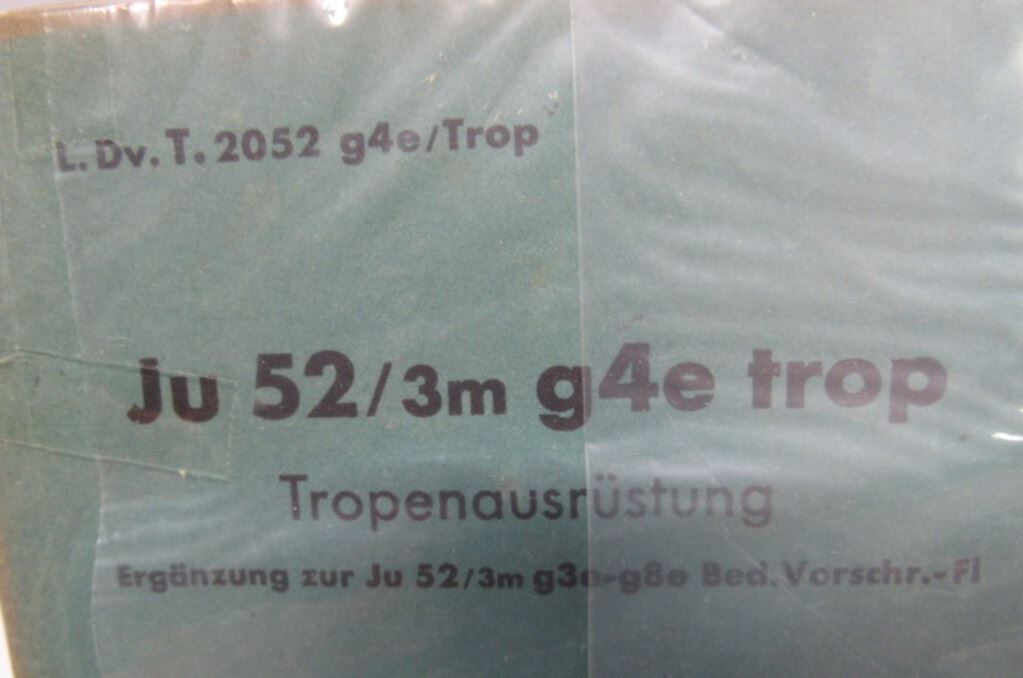 L. Dv. T. 2052 g4e/Trop
Ju 52/3m g4e trop
Tropenausrüstung
Ergänzung zur Ju 52/3m g3e-g8e Bed. Vorschr.-Fl